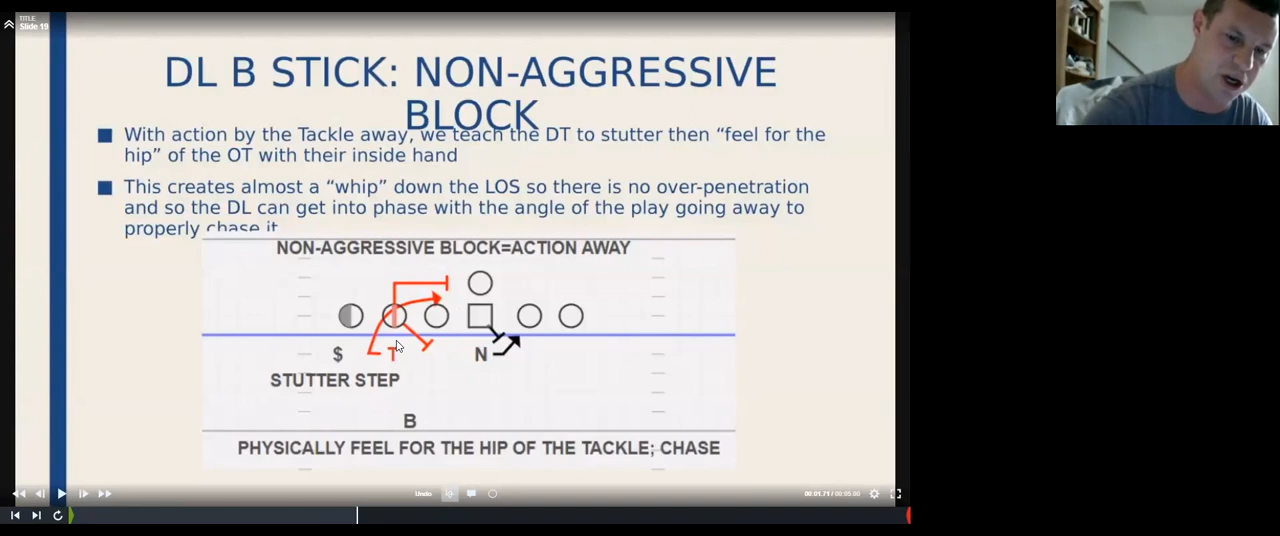 TITLE
Slide 19
DL B STICK: NON-AGGRESSIVE
BLOCK
With action by the Tackle away, we teach the DT to stutter then “feel for the
hip” of the OT with their inside hand
This creates almost a “whip” down the LOS so there is no over-penetration
and so the DL can get into phase with the angle of the play going away to
properly chase it
NON-AGGRESSIVE BLOCK=ACTION AWAY
$ T N
STUTTER STEP
B
PHYSICALLY FEEL FOR THE HIP OF THE TACKLE; CHASE
Undo
00:01.71 / 00:05.00